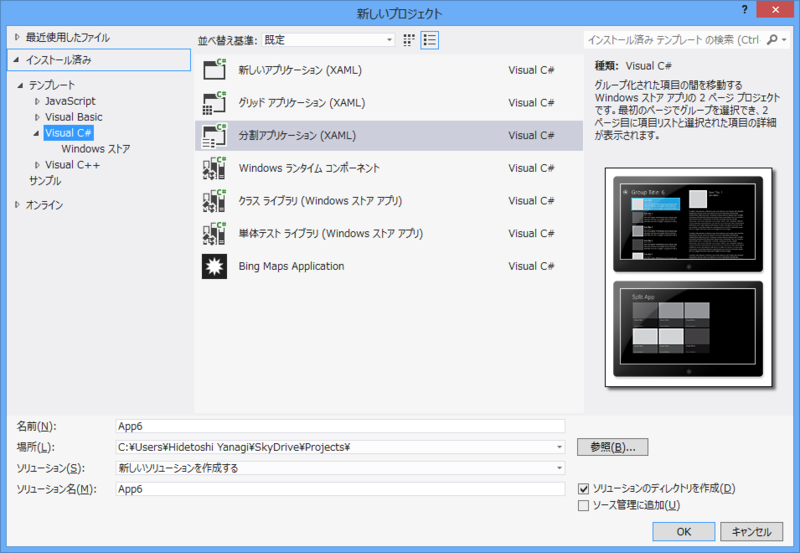 新しいプロジェクト
?
最近使用したファイル
インストール済み
テンプレート
JavaScript
Visual Basic
Visual C#
Windows ストア
Visual C++
サンプル
オンライン
並べ替え基準: 既定
新しいアプリケーション (XAML) Visual C#
グリッド アプリケーション (XAML) Visual C#
分割アプリケーション (XAML) Visual C#
Windows ランタイム コンポーネント Visual C#
クラス ライブラリ (Windows ストア アプリ) Visual C#
単体テスト ライブラリ (Windows ストア アプリ) Visual C#
Bing Maps Application Visual C#
インストール済み テンプレート の検索 (Ctrl
種類: Visual C#
グループ化された項目の間を移動する
Windows ストア アプリの 2 ページ プロジェクト
です。最初のページでグループを選択でき、2
ページ目に項目リストと選択された項目の詳細
が表示されます。
Group Title: 6
Split App
名前(N): App6
場所(L): C:¥Users¥Hidetoshi Yanagi¥SkyDrive¥Projects¥
参照(B)...
ソリューション(S): 新しいソリューションを作成する
ソリューション名(M): App6
ソリューションのディレクトリを作成(D)
ソース管理に追加(U)
OK
キャンセル